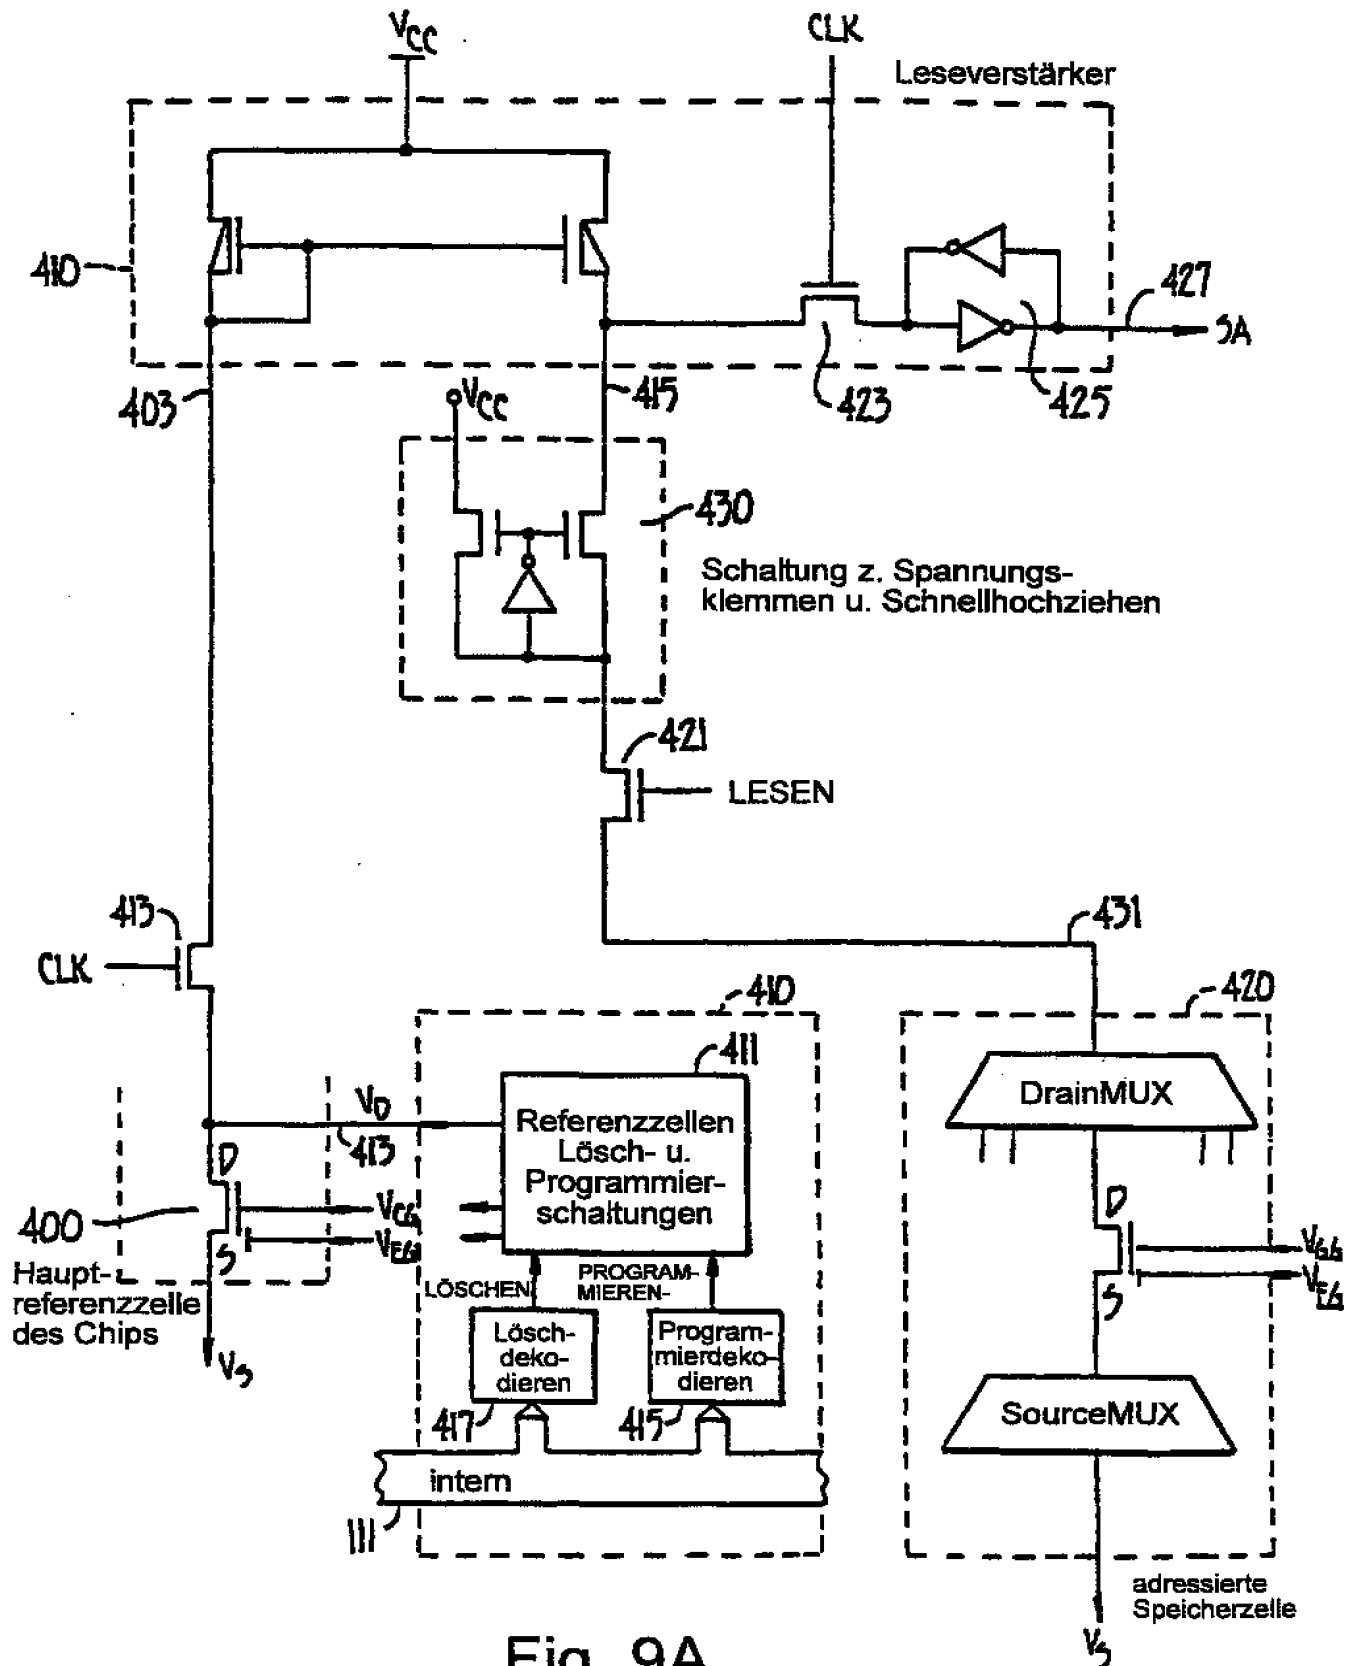 VCC
CLK
Leseverstärker
410
427
SA
403
VCC
415
423
425
430
Schaltung z. Spannungs-
klemmen u. Schnellhochziehen
421
LESEN
413
CLK
431
410
420
411
DrainMUX
VD
413
Referenzzellen
Lösch- u.
Programmier-
schaltungen
D
400
VCG
VEG
S
Haupt-
referenzzelle
des Chips
VS
LÖSCHEN
PROGRAM-
MIEREN-
Lösch-
deko-
dieren
Program-
mierdeko-
dieren
417
415
intern
111
D
VGG
VEG
S
SourceMUX
adressierte
Speicherzelle
VS
Fig. 9A